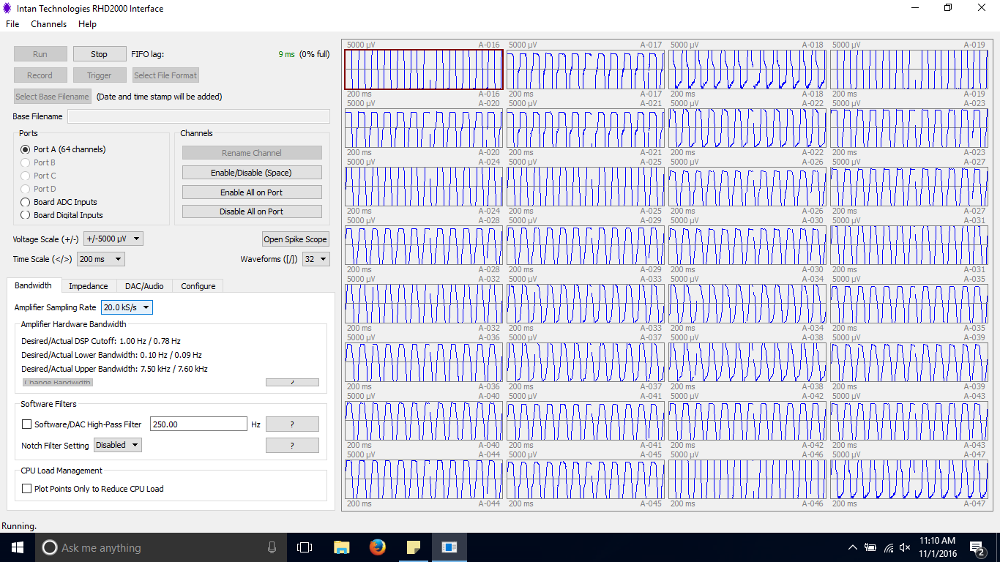 Intan Technologies RHD2000 Interface
File Channels Help
Run Stop FIFO lag: 9 ms (0% full)
Record Trigger Select File Format
Select Base Filename (Date and time stamp will be added)
Base Filename
Ports
Port A (64 channels)
Port B
Port C
Port D
Board ADC Inputs
Board Digital Inputs
Channels
Rename Channel
Enable/Disable (Space)
Enable All on Port
Disable All on Port
Voltage Scale (+/-) +/-5000 µV Open Spike Scope
Time Scale (</>) 200 ms Waveforms ([/]) 32
Bandwidth Impedance DAC/Audio Configure
Amplifier Sampling Rate 20.0 kS/s
Amplifier Hardware Bandwidth
Desired/Actual DSP Cutoff: 1.00 Hz / 0.78 Hz
Desired/Actual Lower Bandwidth: 0.10 Hz / 0.09 Hz
Desired/Actual Upper Bandwidth: 7.50 kHz / 7.60 kHz
Change Bandwidth ?
Software Filters
Software/DAC High-Pass Filter 250.00 Hz ?
Notch Filter Setting Disabled ?
CPU Load Management
Plot Points Only to Reduce CPU Load
Running.
5000 µV A-016 5000 µV A-017 5000 µV A-018 5000 µV A-019
200 ms A-016 200 ms A-017 200 ms A-018 200 ms A-019
5000 µV A-020 5000 µV A-021 5000 µV A-022 5000 µV A-023
200 ms A-020 200 ms A-021 200 ms A-022 200 ms A-023
5000 µV A-024 5000 µV A-025 5000 µV A-026 5000 µV A-027
200 ms A-024 200 ms A-025 200 ms A-026 200 ms A-027
5000 µV A-028 5000 µV A-029 5000 µV A-030 5000 µV A-031
200 ms A-028 200 ms A-029 200 ms A-030 200 ms A-031
5000 µV A-032 5000 µV A-033 5000 µV A-034 5000 µV A-035
200 ms A-032 200 ms A-033 200 ms A-034 200 ms A-035
5000 µV A-036 5000 µV A-037 5000 µV A-038 5000 µV A-039
200 ms A-036 200 ms A-037 200 ms A-038 200 ms A-039
5000 µV A-040 5000 µV A-041 5000 µV A-042 5000 µV A-043
200 ms A-040 200 ms A-041 200 ms A-042 200 ms A-043
5000 µV A-044 5000 µV A-045 5000 µV A-046 5000 µV A-047
200 ms A-044 200 ms A-045 200 ms A-046 200 ms A-047
Ask me anything
11:10 AM
11/1/2016
2